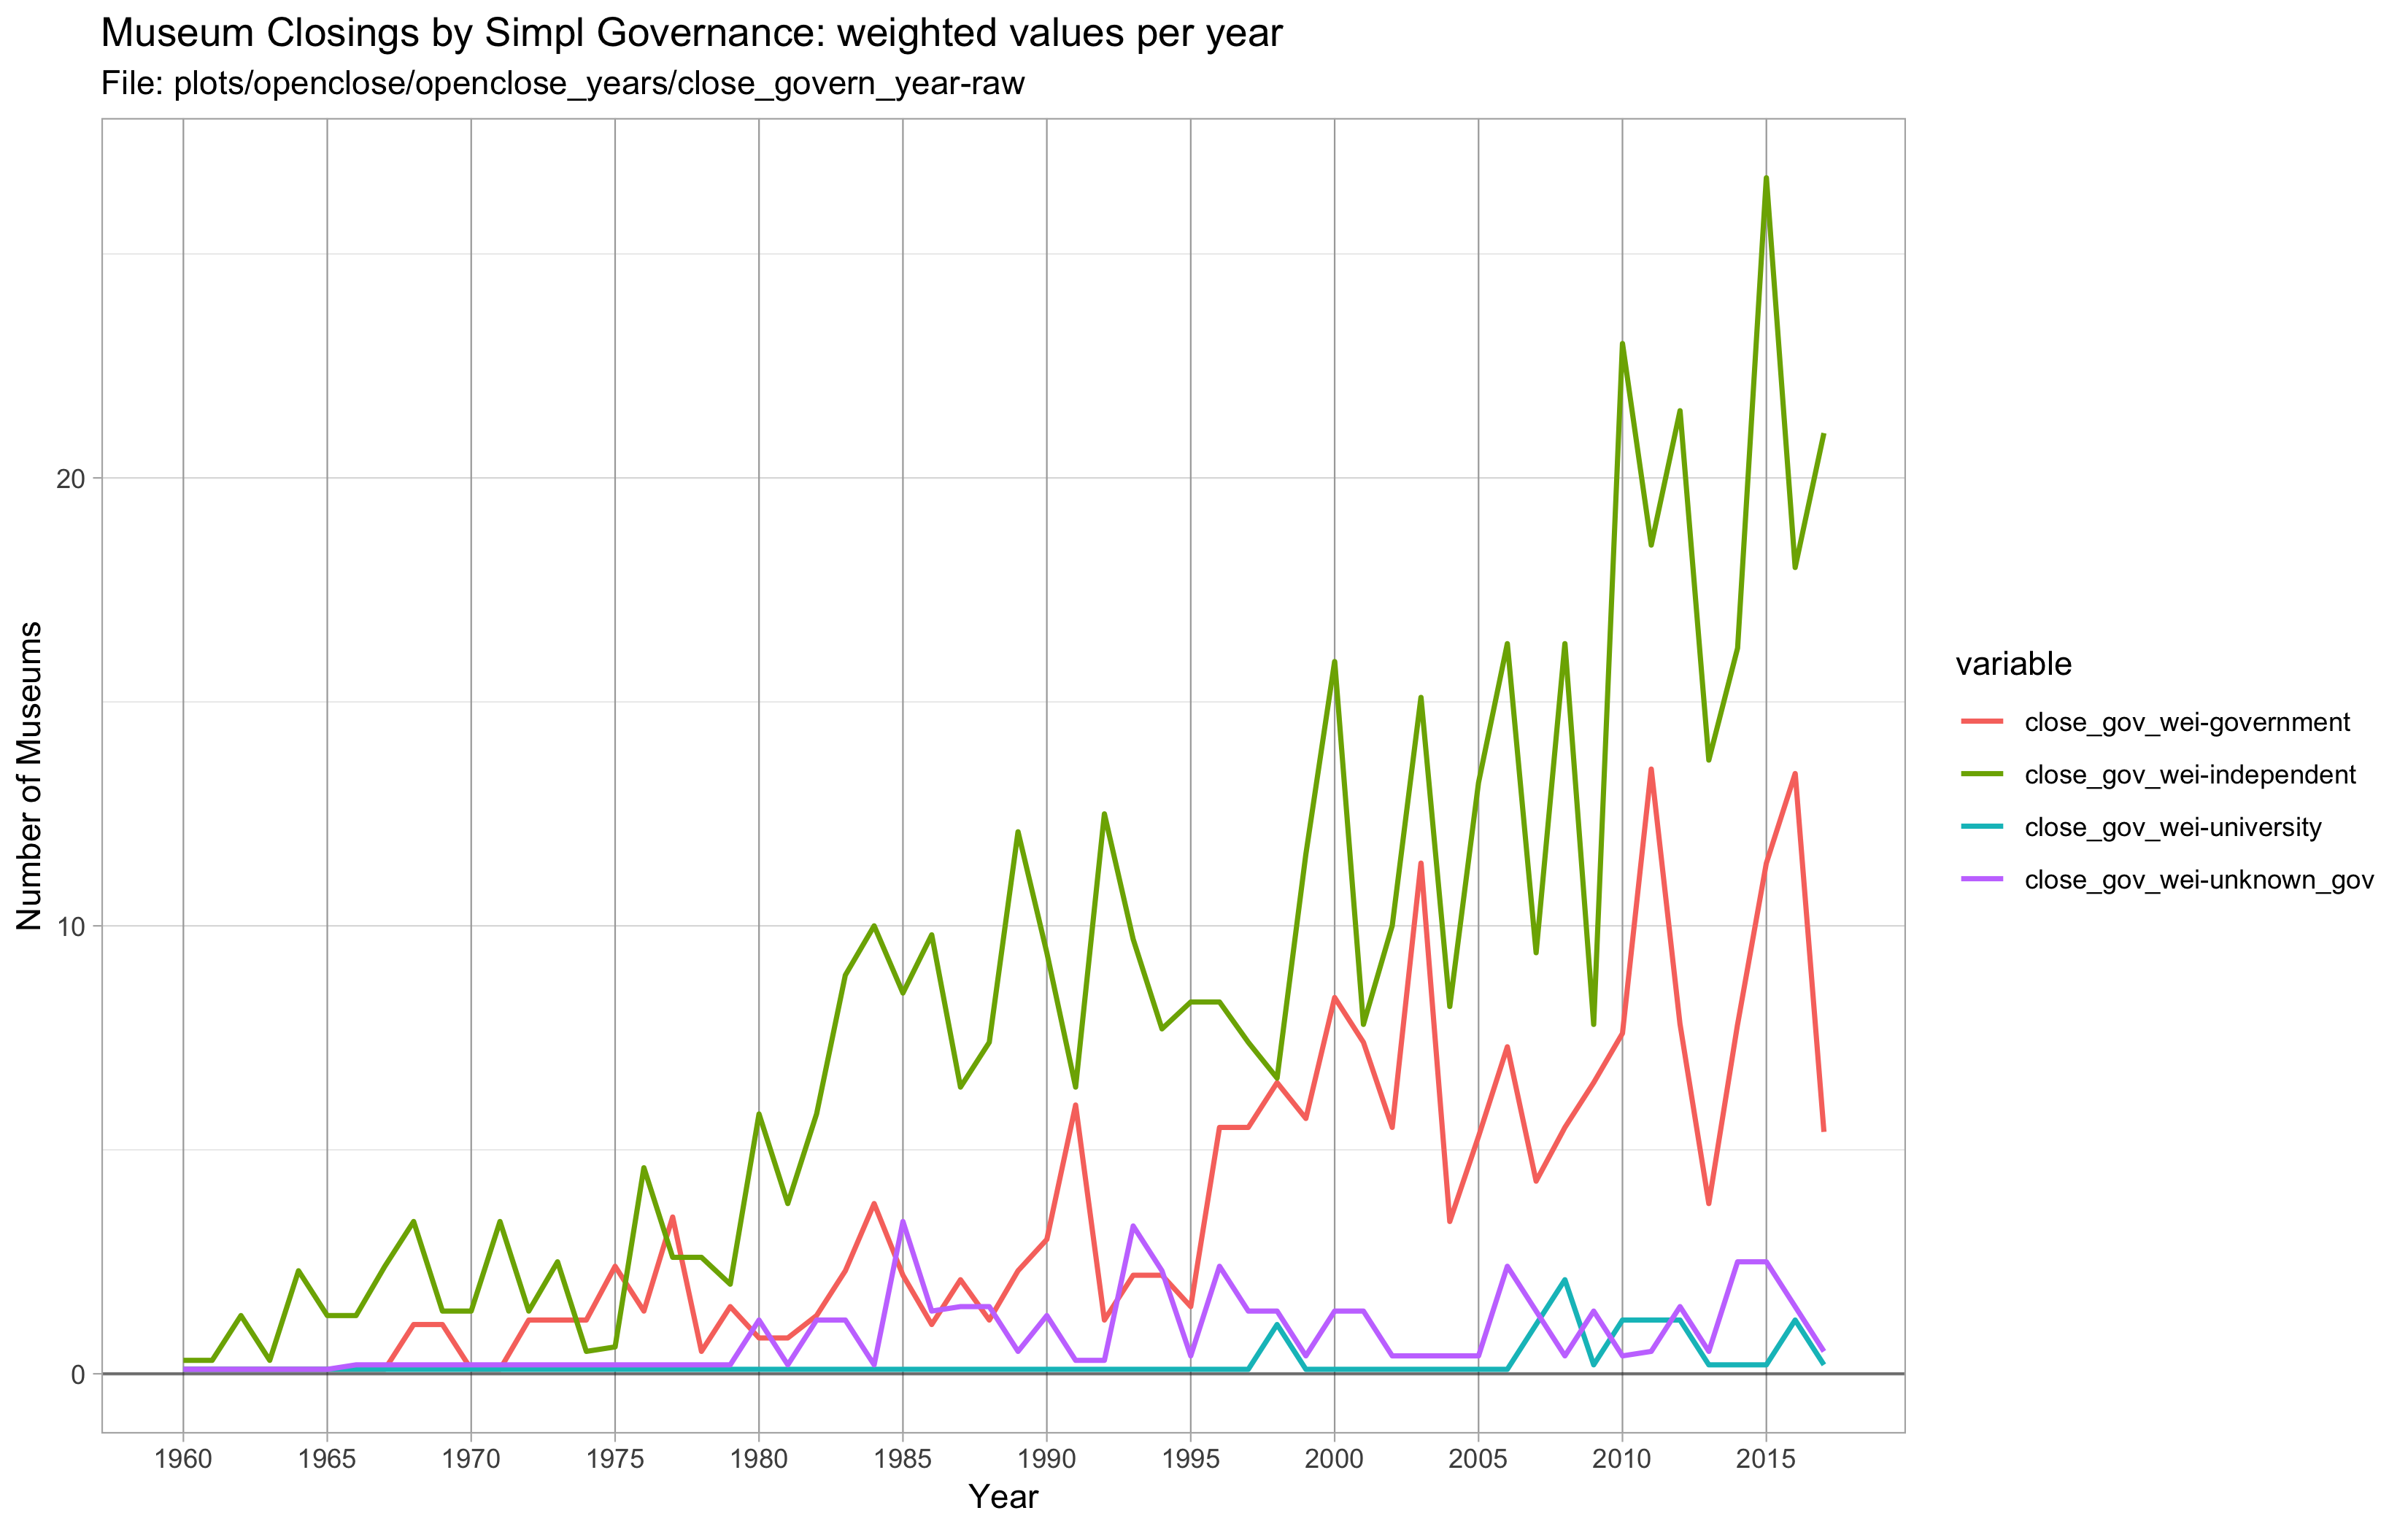 Museum Closings by Simpl Governance: weighted values per year
File: plots/openclose/openclose_years/close_govern_year-raw
Number of Museums
20
10
0
1960 1965 1970 1975 1980 1985 1990 1995 2000 2005 2010 2015
Year
variable
close_gov_wei-government
close_gov_wei-independent
close_gov_wei-university
close_gov_wei-unknown_gov